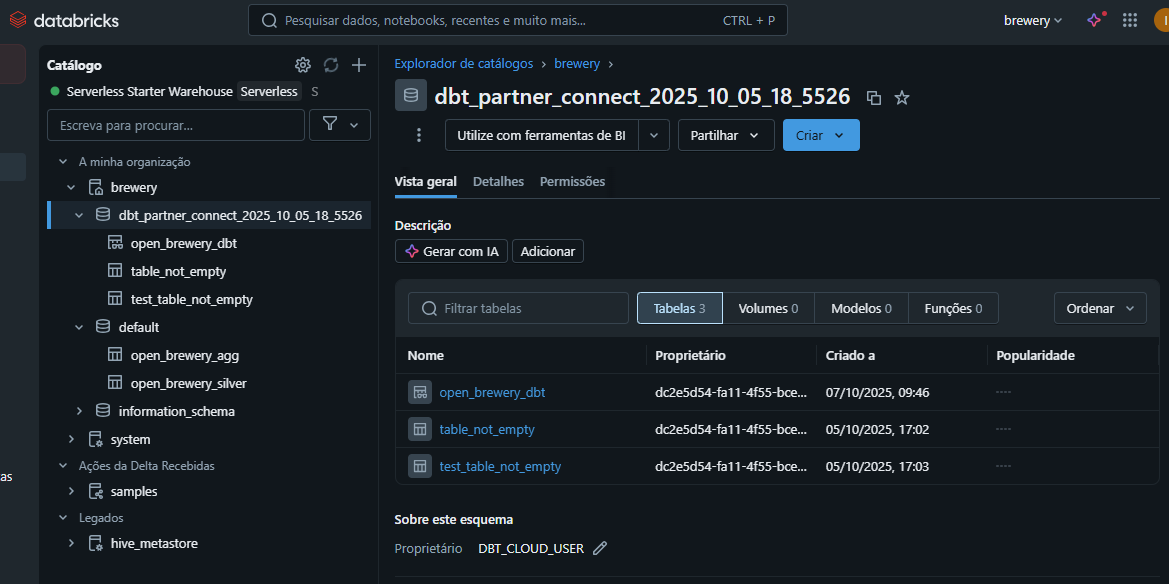 databricks
Pesquisar dados, notebooks, recentes e muito mais...
CTRL + P
brewery
Catálogo
Serverless Starter Warehouse Serverless S
Escreva para procurar...
A minha organização
brewery
dbt_partner_connect_2025_10_05_18_5526
open_brewery_dbt
table_not_empty
test_table_not_empty
default
open_brewery_agg
open_brewery_silver
information_schema
system
Ações da Delta Recebidas
samples
Legados
hive_metastore
as
Explorador de catálogos › brewery ›
dbt_partner_connect_2025_10_05_18_5526
Utilize com ferramentas de BI
Partilhar
Criar
Vista geral Detalhes Permissões
Descrição
Gerar com IA Adicionar
Filtrar tabelas
Tabelas 3 Volumes 0 Modelos 0 Funções 0
Ordenar
Nome Proprietário Criado a Popularidade
open_brewery_dbt dc2e5d54-fa11-4f55-bce... 07/10/2025, 09:46 ----
table_not_empty dc2e5d54-fa11-4f55-bce... 05/10/2025, 17:02 ----
test_table_not_empty dc2e5d54-fa11-4f55-bce... 05/10/2025, 17:03 ----
Sobre este esquema
Proprietário DBT_CLOUD_USER